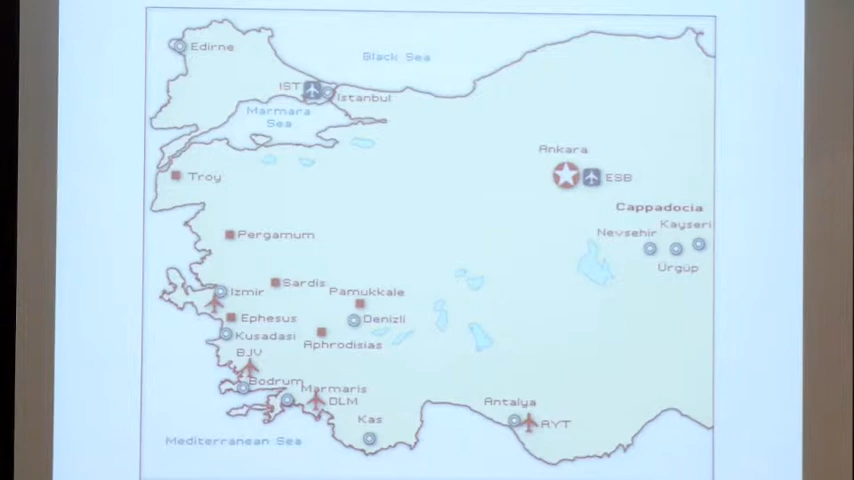 Edirne
Black Sea
IST
Istanbul
Marmara
Sea
Ankara
ESB
Troy
Cappadocia
Kayseri
Nevsehir
Ürgüp
Pergamum
Sardis
Izmir
Pamukkale
Ephesus
Denizli
Kusadasi
Aphrodisias
BJV
Bodrum
Marmaris
DLM
Antalya
AYT
Kas
Mediterranean Sea